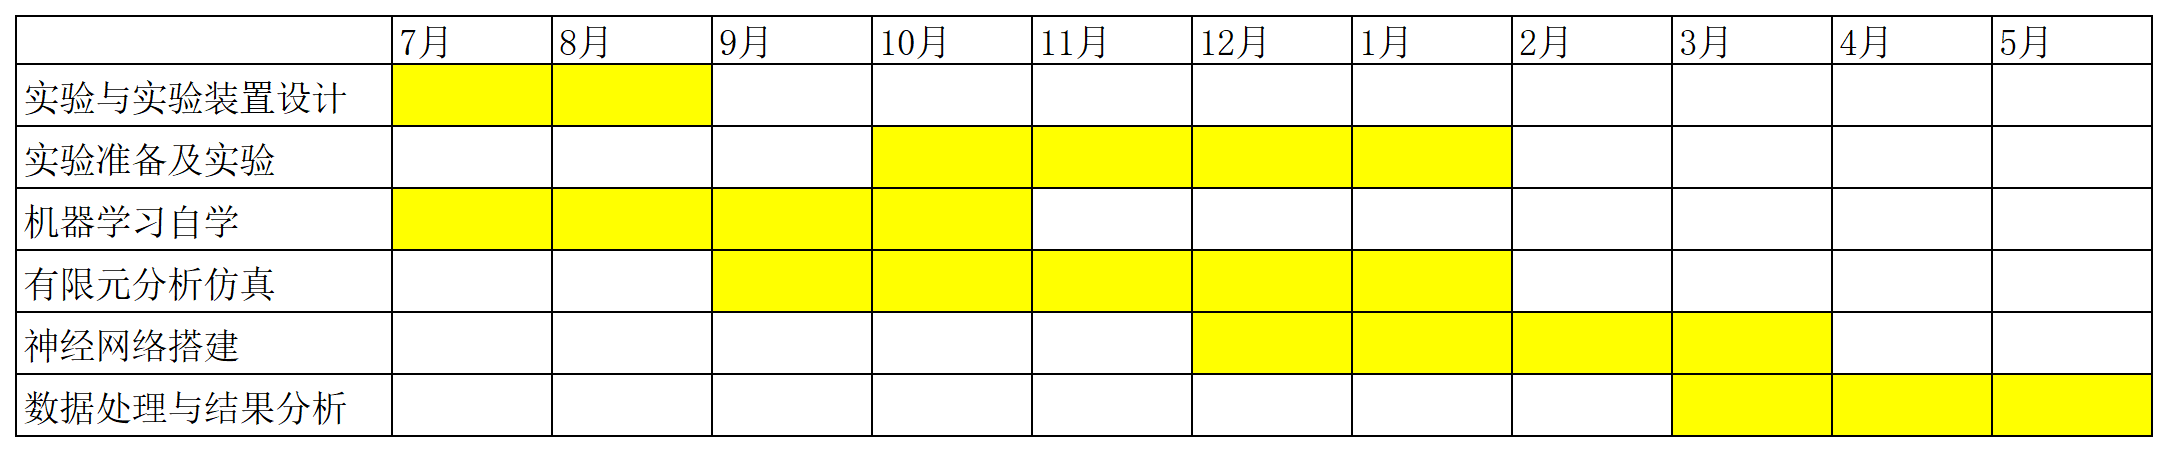 7月 8月 9月 10月 11月 12月 1月 2月 3月 4月 5月
实验与实验装置设计
实验准备及实验
机器学习自学
有限元分析仿真
神经网络搭建
数据处理与结果分析